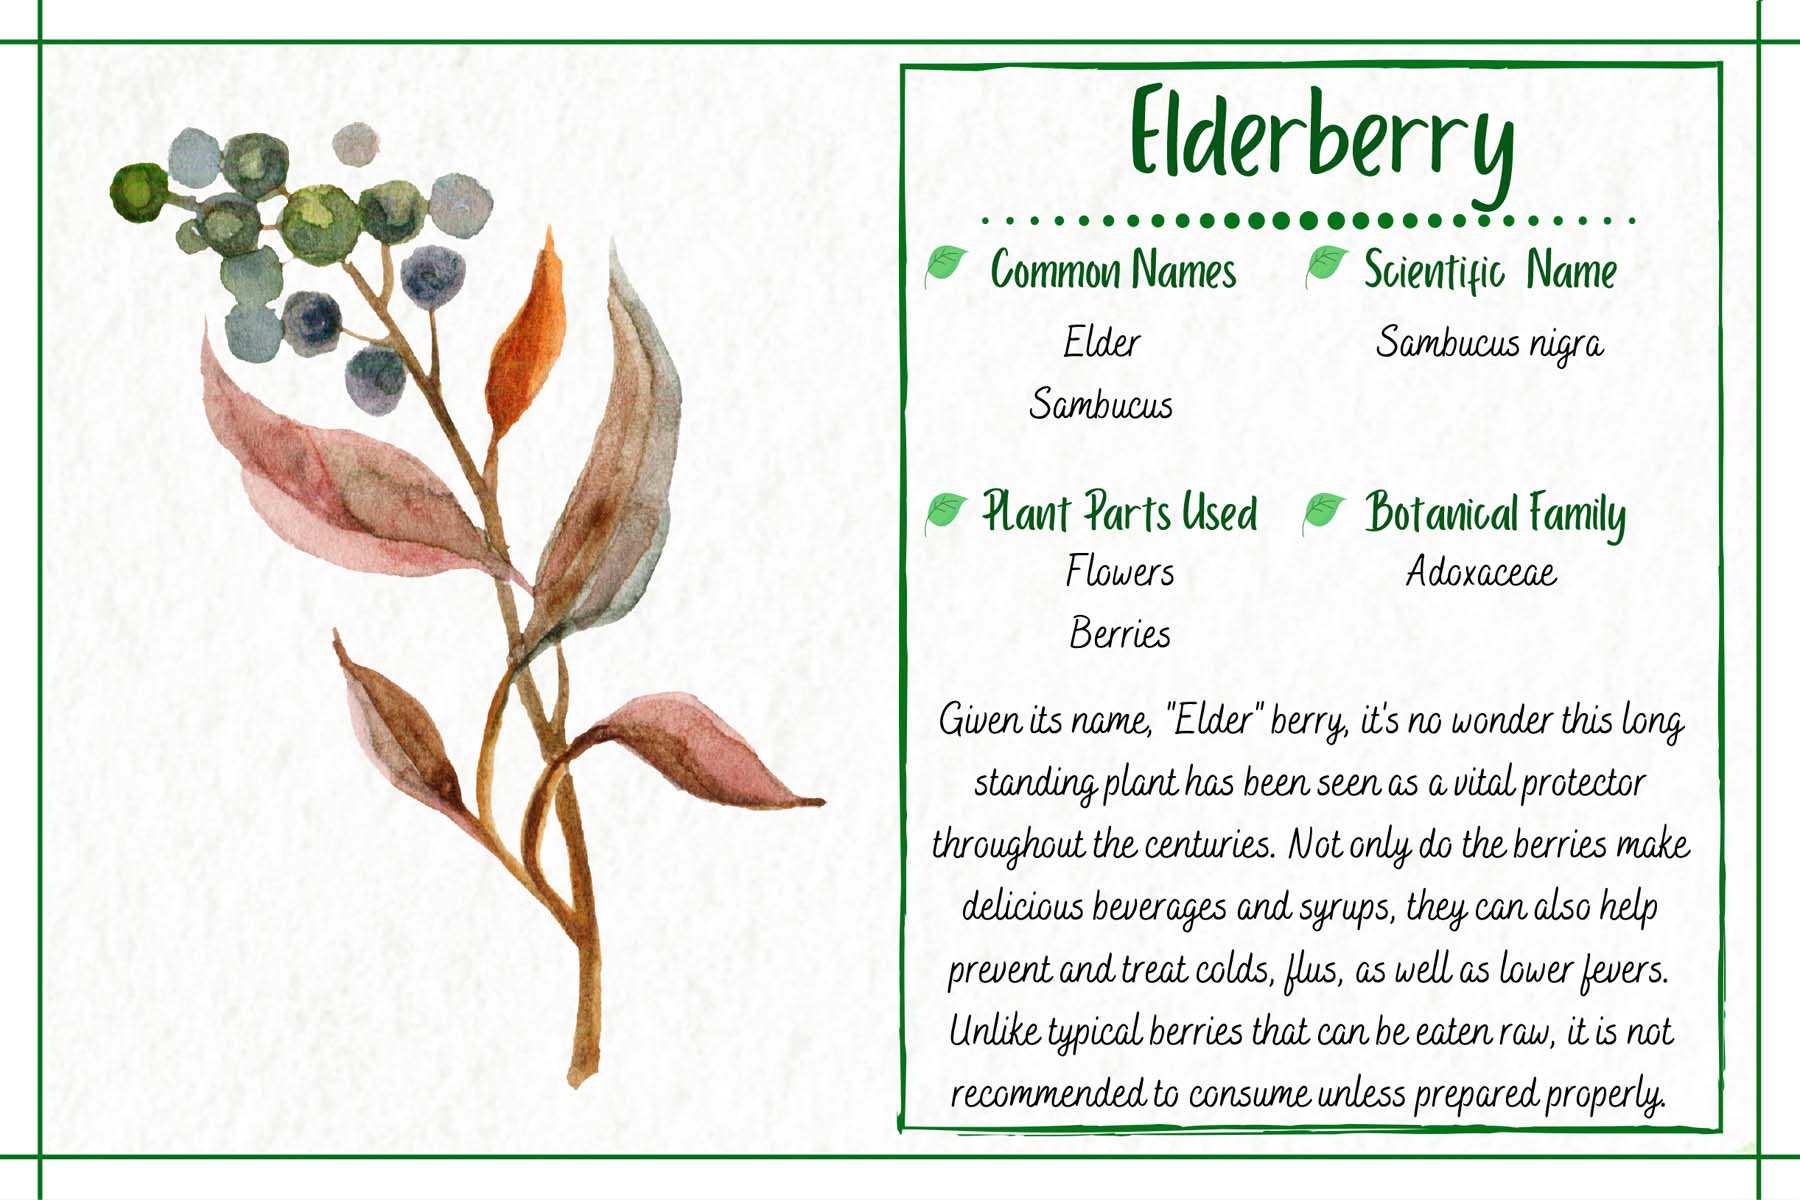 Elderberry
Common Names
Elder
Sambucus
Scientific Name
Sambucus nigra
Plant Parts Used
Flowers
Berries
Botanical Family
Adoxaceae
Given its name, "Elder" berry, it's no wonder this long
standing plant has been seen as a vital protector
throughout the centuries. Not only do the berries make
delicious beverages and syrups, they can also help
prevent and treat colds, flus, as well as lower fevers.
Unlike typical berries that can be eaten raw, it is not
recommended to consume unless prepared properly.